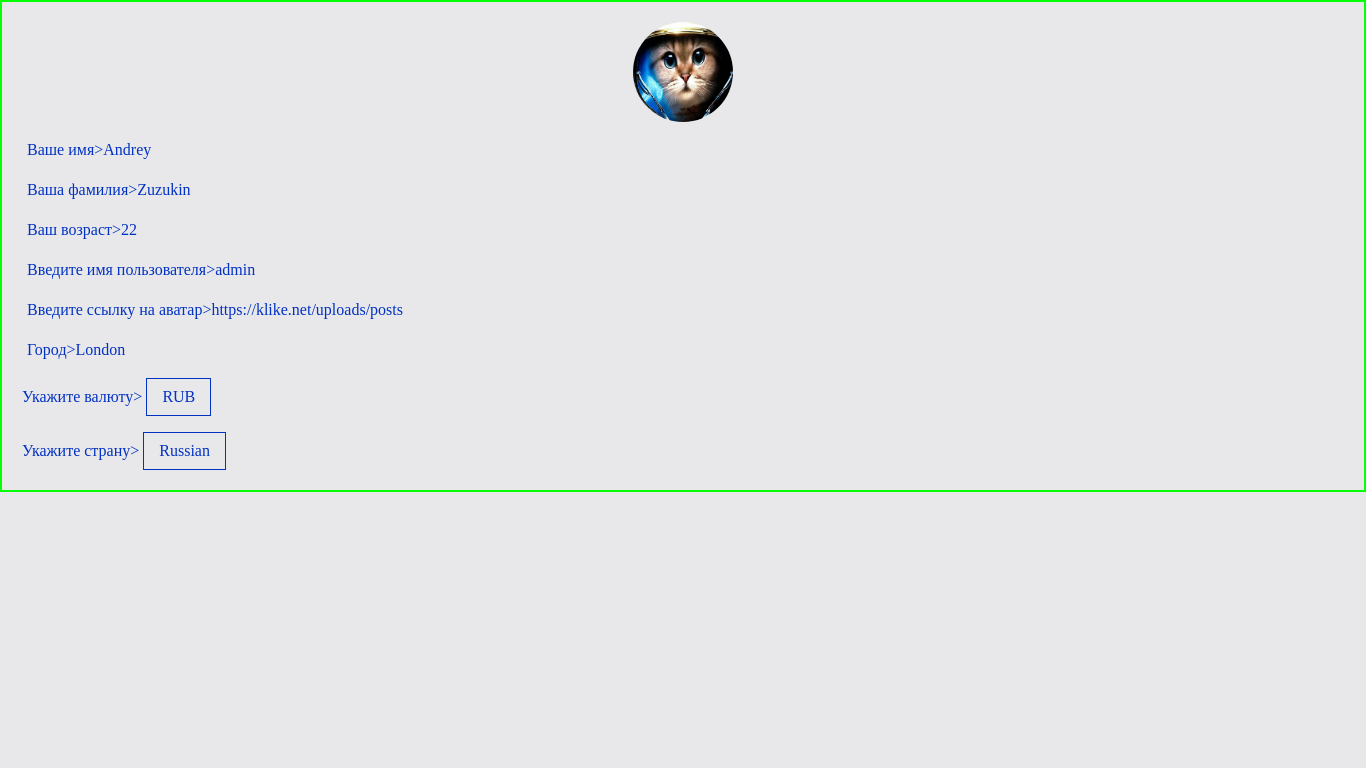 Ваше имя>Andrey
Ваша фамилия>Zuzukin
Ваш возраст>22
Введите имя пользователя>admin
Введите ссылку на аватар>https://klike.net/uploads/posts
Город>London
Укажите валюту> RUB
Укажите страну> Russian